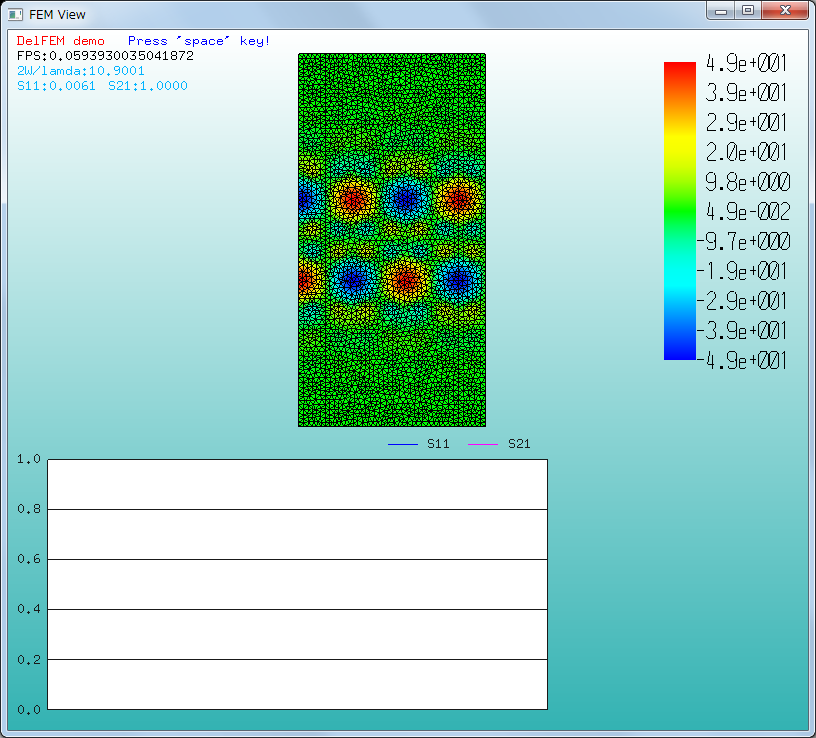 FEM View
DelFEM demo Press 'space' key!
FPS:0.0593930035041872
2W/lamda:10.9001
S11:0.0061 S21:1.0000
4.9e+001
3.9e+001
2.9e+001
2.0e+001
9.8e+000
4.9e-002
-9.7e+000
-1.9e+001
-2.9e+001
-3.9e+001
-4.9e+001
S11 S21
1.0
0.8
0.6
0.4
0.2
0.0